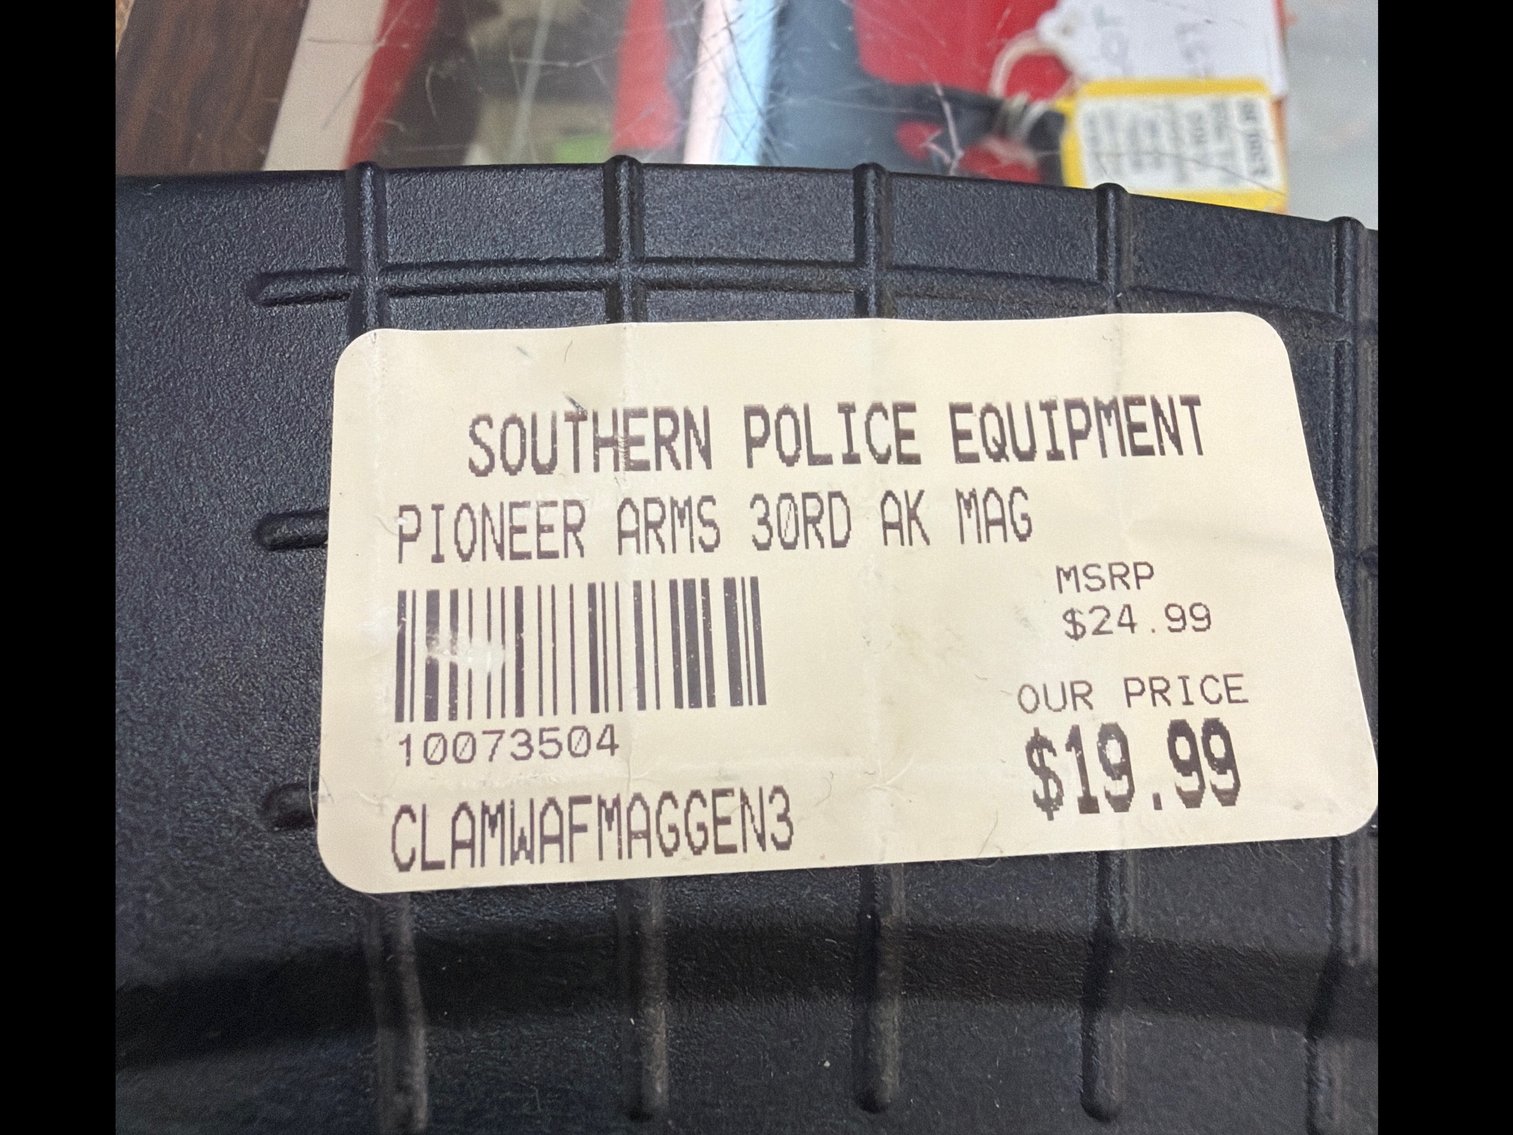 SOUTHERN POLICE EQUIPMENT
PIONEER ARMS 30RD AK MAG
MSRP
$24.99
OUR PRICE
$19.99
10073504
CLAMWAFMAGGEN3